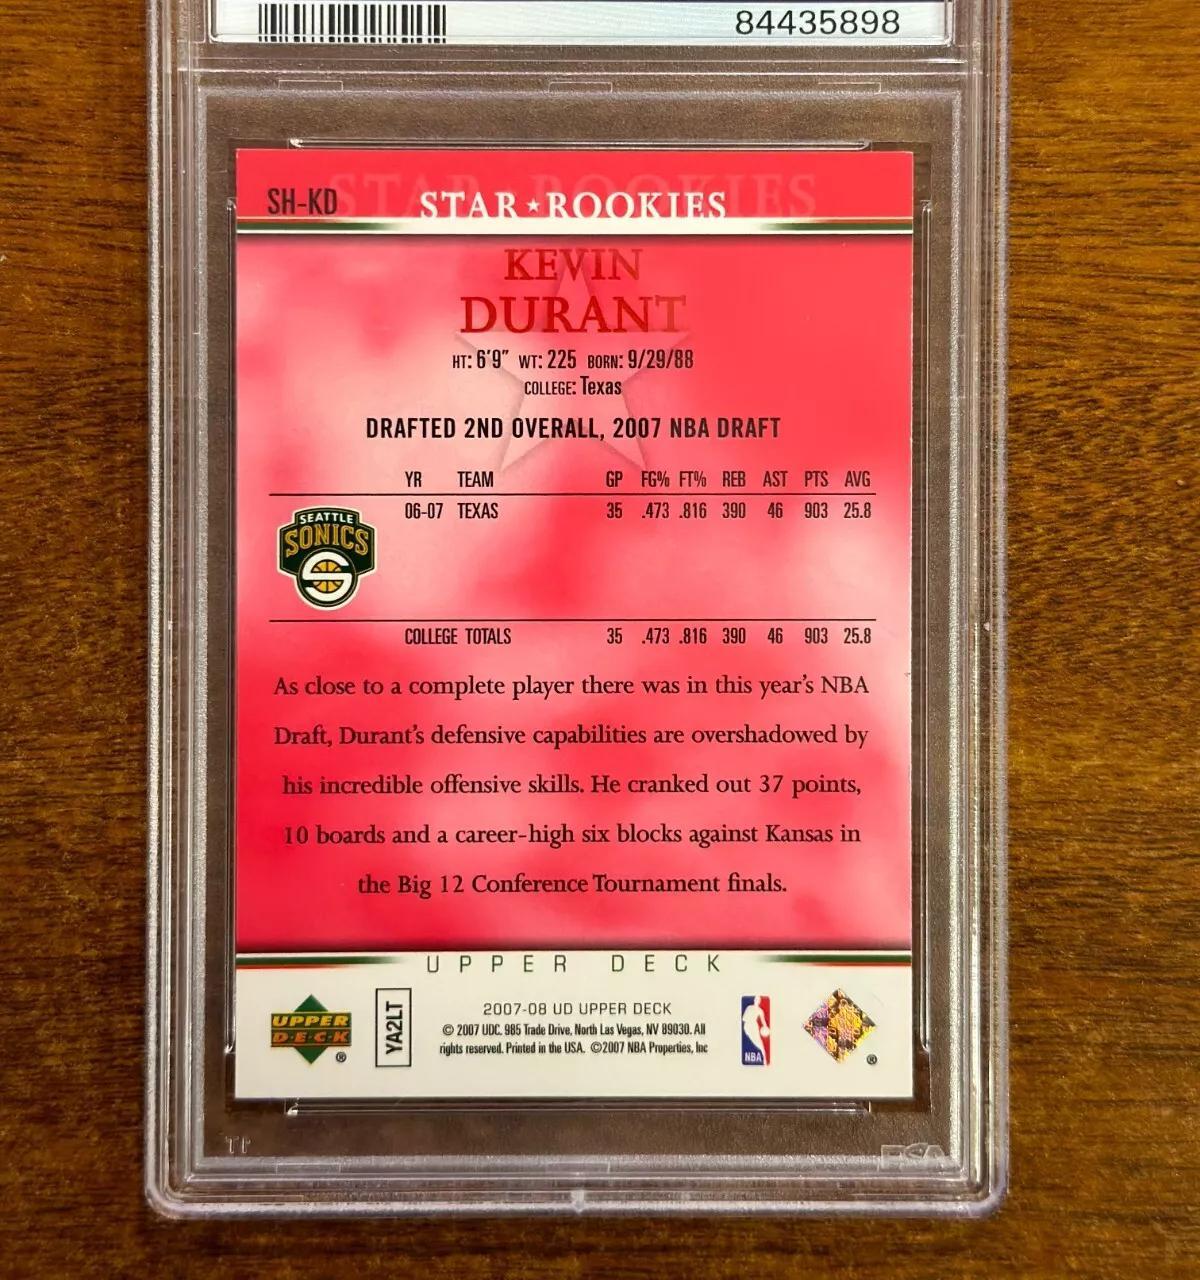 84435898
STAR ROOKIES
SH-KD
STAR★ROOKIES
KEVIN
DURANT
HT: 6'9" WT: 225 BORN: 9/29/88
COLLEGE: Texas
DRAFTED 2ND OVERALL, 2007 NBA DRAFT
YR TEAM GP FG% FT% REB AST PTS AVG
06-07 TEXAS 35 .473 .816 390 46 903 25.8
SEATTLE
SONICS
S
COLLEGE TOTALS 35 .473 .816 390 46 903 25.8
As close to a complete player there was in this year's NBA
Draft, Durant's defensive capabilities are overshadowed by
his incredible offensive skills. He cranked out 37 points,
10 boards and a career-high six blocks against Kansas in
the Big 12 Conference Tournament finals.
UPPER DECK
UPPER
D·E·C·K
®
YA2LT
2007-08 UD UPPER DECK
© 2007 UDC. 985 Trade Drive, North Las Vegas, NV 89030. All
rights reserved. Printed in the USA. ©2007 NBA Properties, Inc
NBA
®
PSA